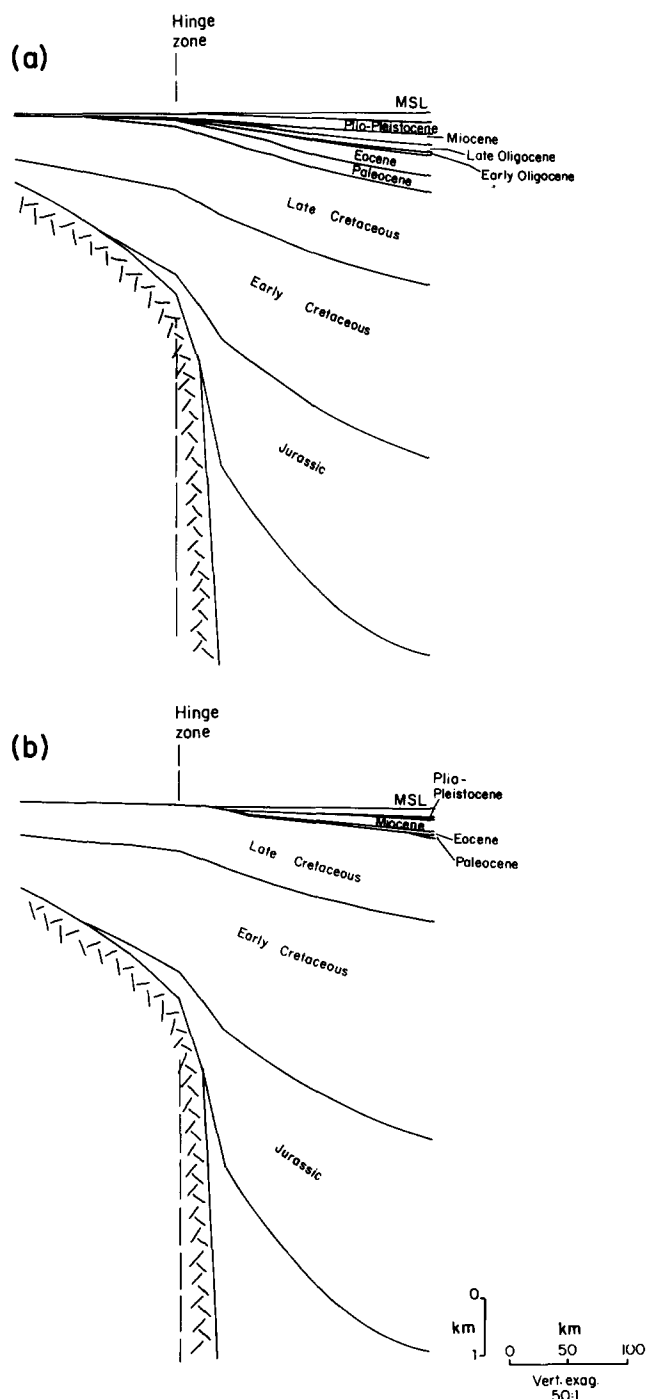 (a)
Hinge
zone
MSL
Plio-Pleistocene
Miocene
Late Oligocene
Early Oligocene
Eocene
Paleocene
Late Cretaceous
Early Cretaceous
Jurassic
(b)
Hinge
zone
Plio-
Pleistocene
MSL
Miocene
Eocene
Paleocene
Late Cretaceous
Early Cretaceous
Jurassic
0
km
1
km
0 50 100
Vert. exag.
50:1